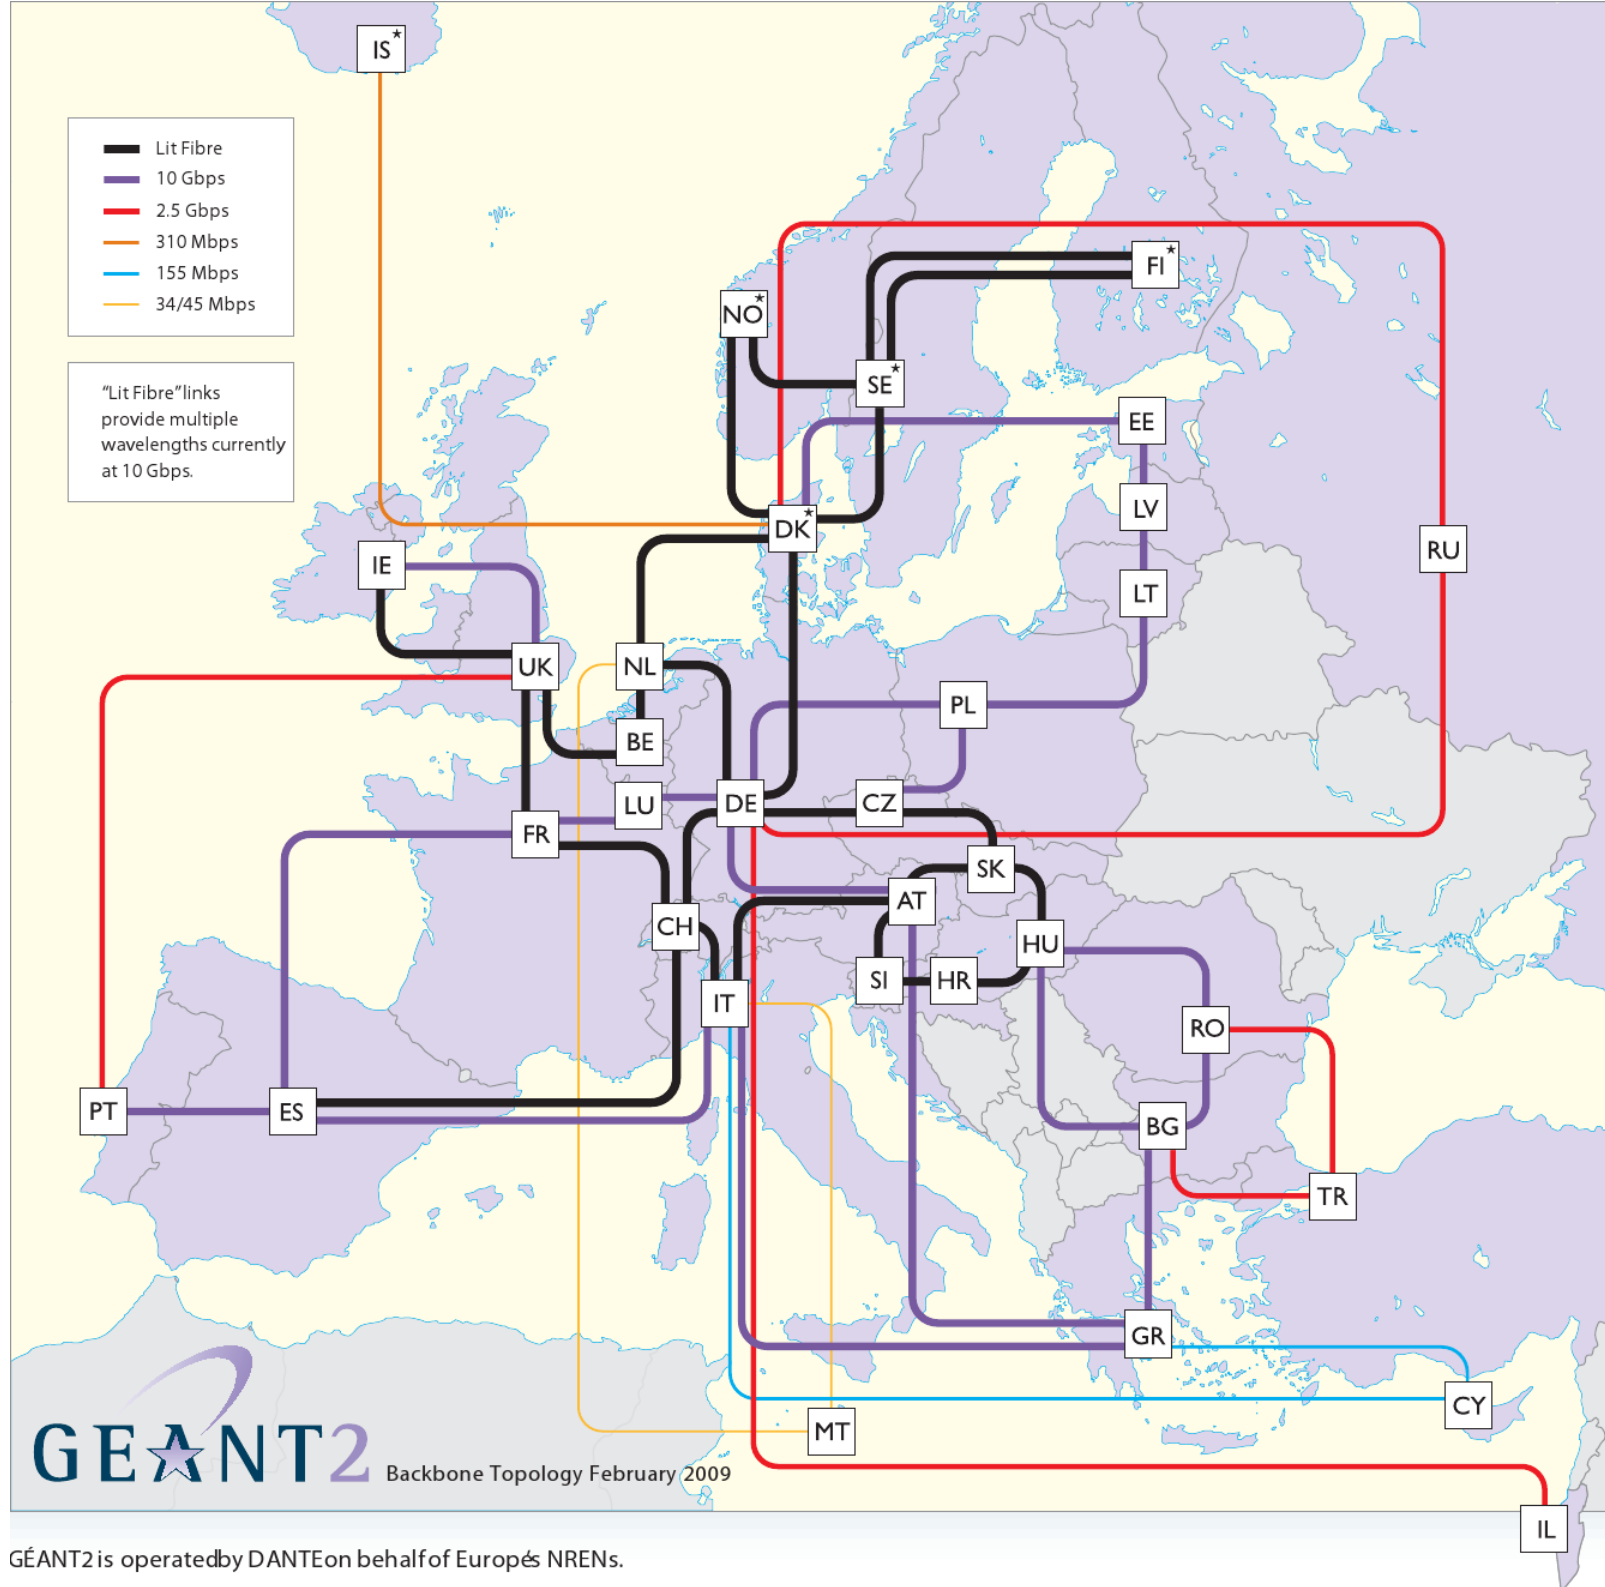 IS*
Lit Fibre
10 Gbps
2.5 Gbps
310 Mbps
155 Mbps
34/45 Mbps
"Lit Fibre" links
provide multiple
wavelengths currently
at 10 Gbps.
FI*
NO*
SE*
EE
LV
DK*
RU
IE
LT
UK
NL
PL
BE
LU
DE
CZ
FR
SK
AT
CH
HU
SI
HR
IT
RO
PT
ES
BG
TR
GR
CY
MT
GEANT2
Backbone Topology February 2009
IL
GÉANT2 is operated by DANTE on behalf of Europe's NRENs.